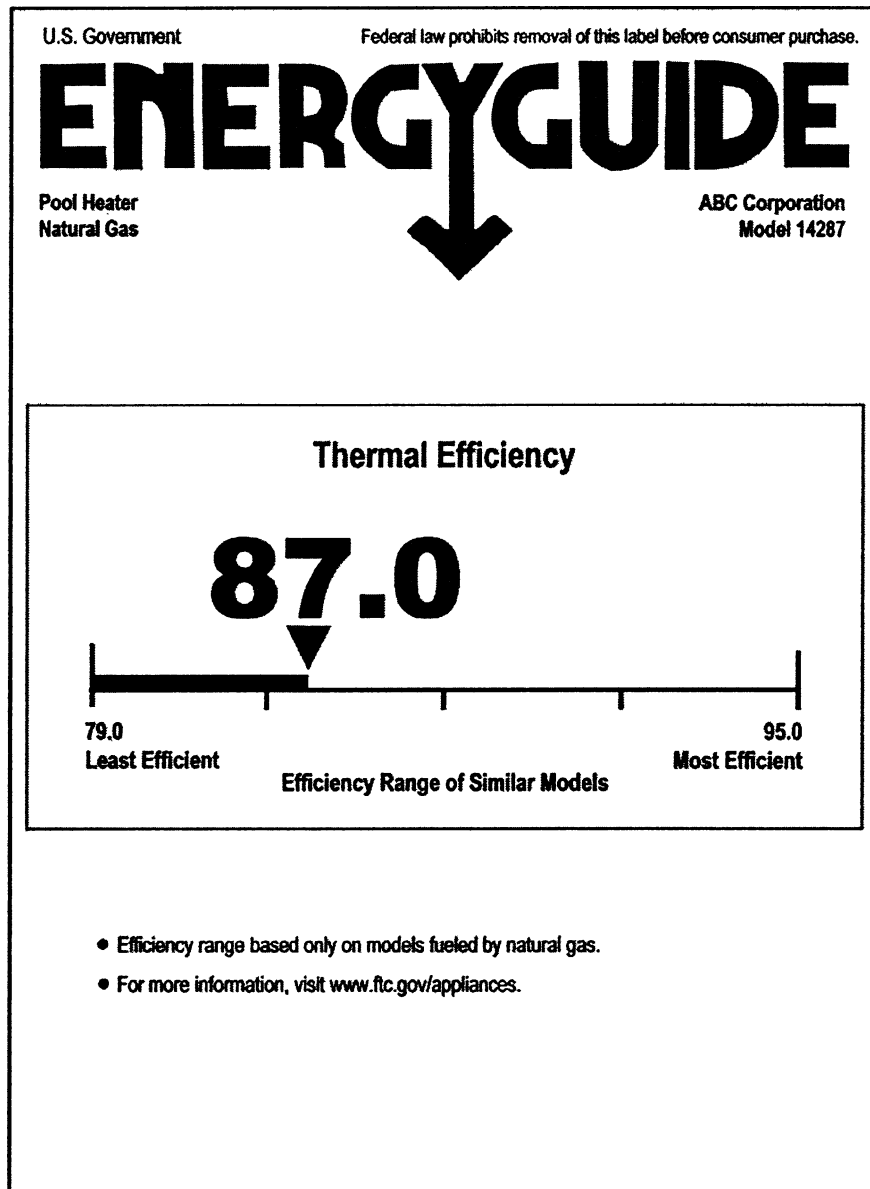 U.S. Government Federal law prohibits removal of this label before consumer purchase.
ENERGYGUIDE
Pool Heater ABC Corporation
Natural Gas Model 14287
Thermal Efficiency
87.0
79.0 95.0
Least Efficient Most Efficient
Efficiency Range of Similar Models
● Efficiency range based only on models fueled by natural gas.
● For more information, visit www.ftc.gov/appliances.